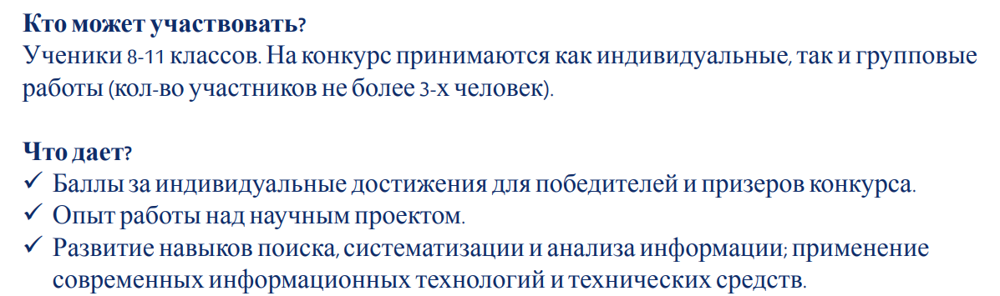 Кто может участвовать?
Ученики 8-11 классов. На конкурс принимаются как индивидуальные, так и групповые
работы (кол-во участников не более 3-х человек).
Что дает?
✓ Баллы за индивидуальные достижения для победителей и призеров конкурса.
✓ Опыт работы над научным проектом.
✓ Развитие навыков поиска, систематизации и анализа информации; применение
современных информационных технологий и технических средств.